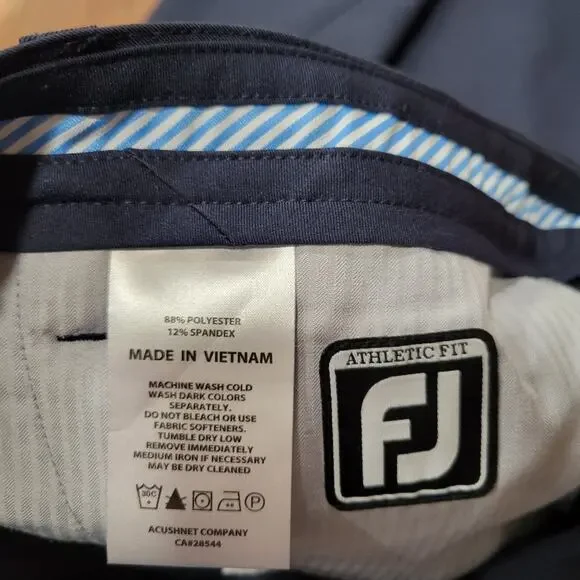 88% POLYESTER
12% SPANDEX
MADE IN VIETNAM
MACHINE WASH COLD
WASH DARK COLORS
SEPARATELY.
DO NOT BLEACH OR USE
FABRIC SOFTENERS.
TUMBLE DRY LOW
REMOVE IMMEDIATELY
MEDIUM IRON IF NECESSARY
MAY BE DRY CLEANED
30C
P
ACUSHNET COMPANY
CA#28544
ATHLETIC FIT
FJ